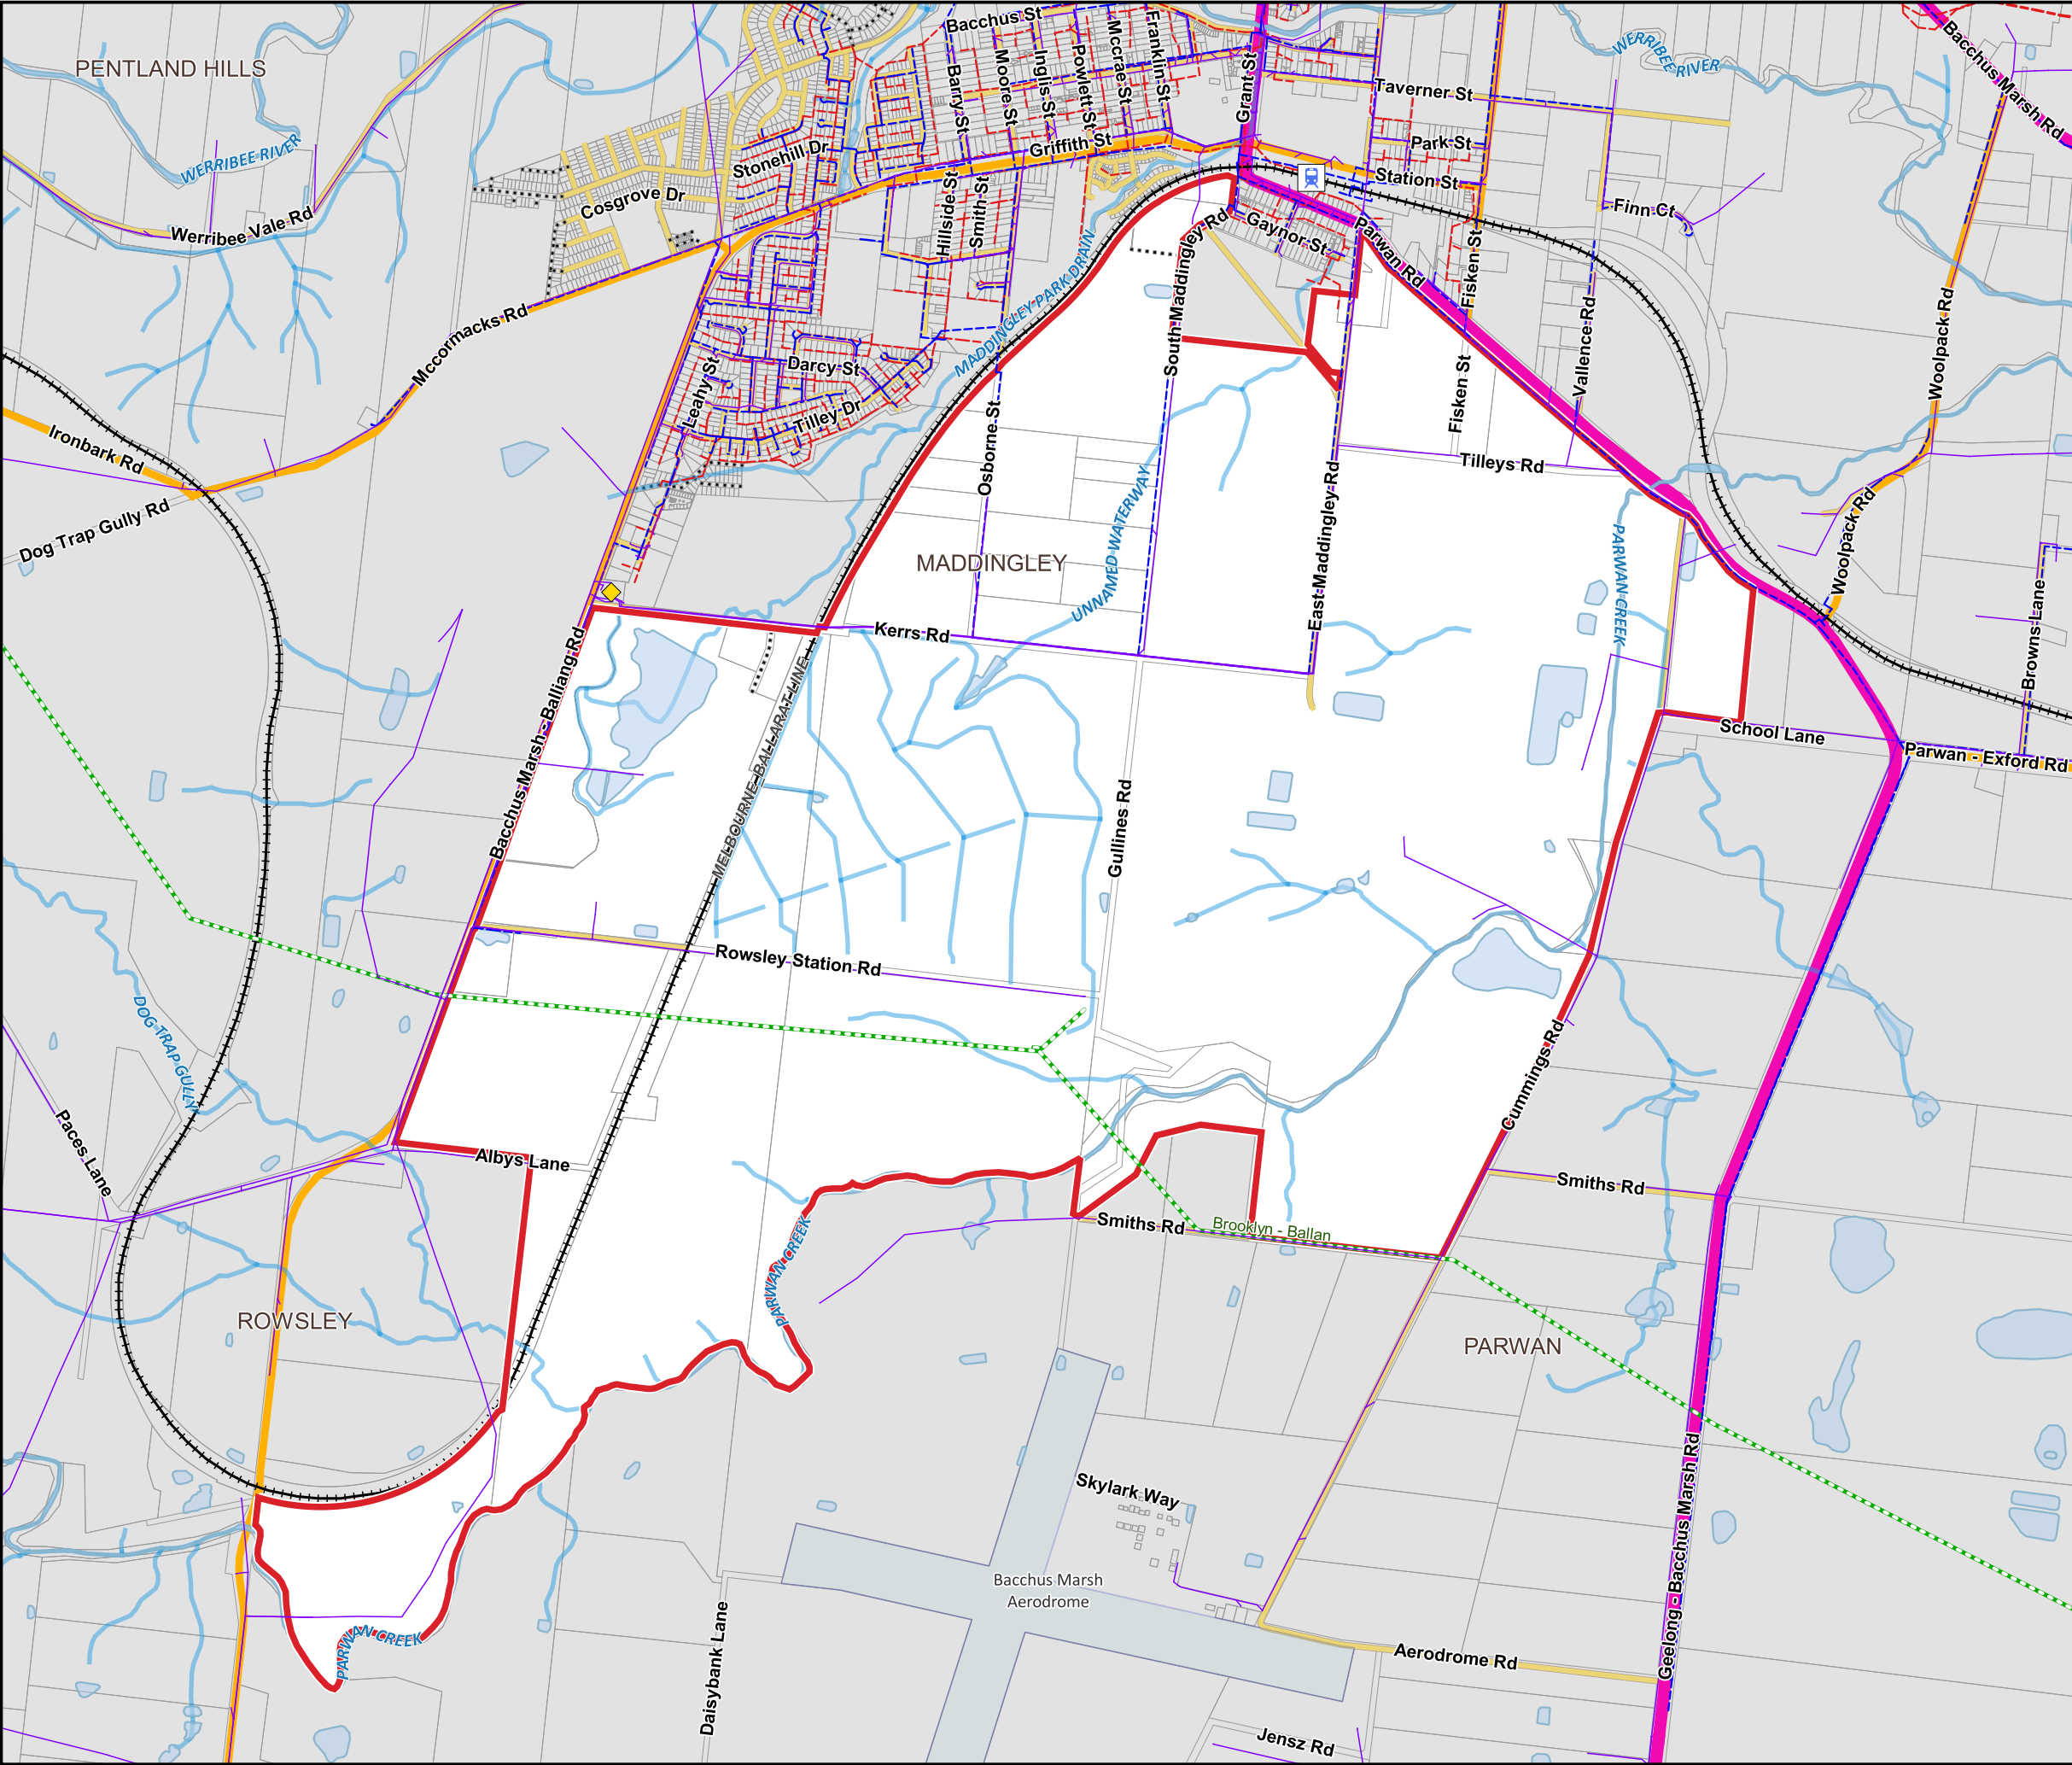 Bacchus St
Bacchus Marsh Rd
PENTLAND HILLS
WERRIBEE RIVER
Barry St
Moore St
Inglis St
Powlett St
Mccraes St
Franklin St
Grant St
Taverner St
WERRIBEE RIVER
Griffith St
Park St
Stonehill Dr
Station St
Cosgrove Dr
Hillside St
Smith St
Werribee Vale Rd
Finn Ct
Gaynor St
Parwan Rd
Fisken St
MADDINGLEY PARK DRAIN
South Maddingley Rd
Mccormacks Rd
Vallence Rd
Woolpack Rd
Darcy St
Leahy St
Tilley Dr
Fisken St
Ironbark Rd
Osborne St
Tilleys Rd
Dog Trap Gully Rd
UNNAMED WATERWAY
East Maddingley Rd
PARWAN CREEK
Woolpack Rd
MADDINGLEY
Kerrs Rd
Browns Lane
Bacchus Marsh - Balliang Rd
MELBOURNE-BALLARAT LINE
School Lane
Parwan - Exford Rd
Gullines Rd
Rowsley Station Rd
DOG TRAP GULLY
Cummings Rd
Paces Lane
Albys Lane
Smiths Rd
Smiths Rd
Brooklyn - Ballan
PARWAN CREEK
ROWSLEY
PARWAN
Skylark Way
Geelong - Bacchus Marsh Rd
Bacchus Marsh
Aerodrome
PARWAN CREEK
Daisybank Lane
Aerodrome Rd
Jensz Rd